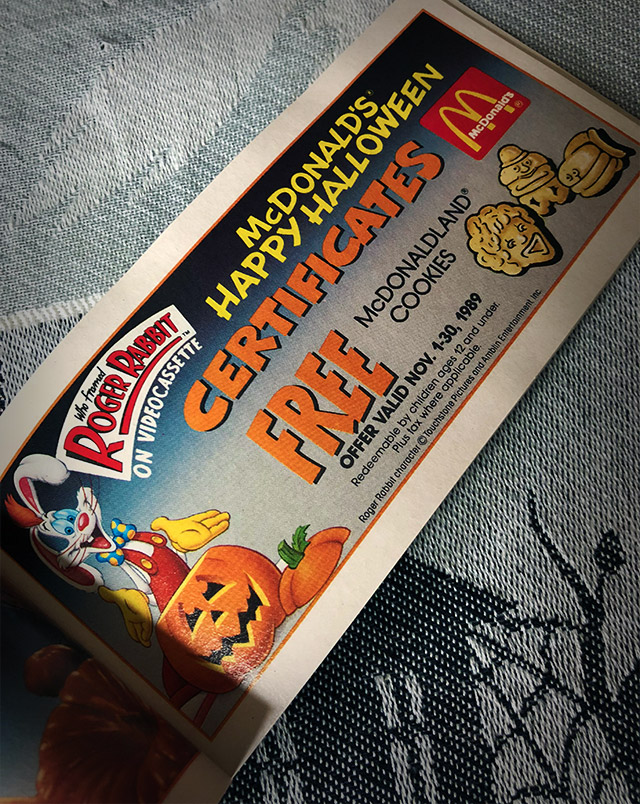 McDONALD'S®
HAPPY HALLOWEEN
CERTIFICATES
FREE
McDONALDLAND®
COOKIES
OFFER VALID NOV. 1-30, 1989
Redeemable by children ages 12 and under.
Plus tax where applicable.
Roger Rabbit character © Touchstone Pictures and Amblin Entertainment, Inc.
McDonald's®
Who Framed
ROGER RABBIT™
ON VIDEOCASSETTE